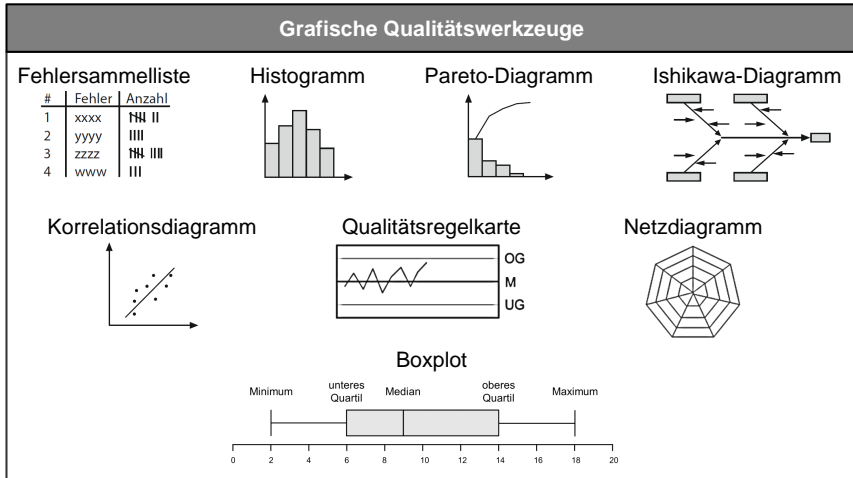 Grafische Qualitätswerkzeuge
Fehlersammelliste
# Fehler Anzahl
1 xxxx
2 yyyy
3 zzzz
4 www
Histogramm
Pareto-Diagramm
Ishikawa-Diagramm
Korrelationsdiagramm
Qualitätsregelkarte
OG
M
UG
Netzdiagramm
Boxplot
Minimum
unteres
Quartil
Median
oberes
Quartil
Maximum
0 2 4 6 8 10 12 14 16 18 20